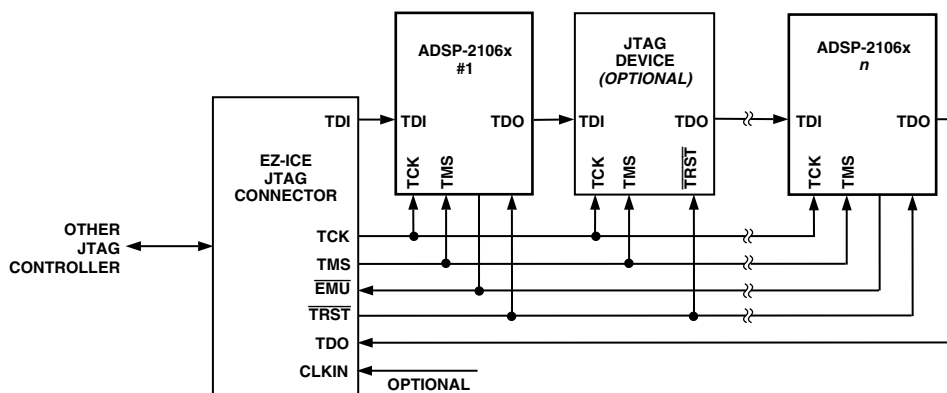 ADSP-2106x
#1
TDI
TDO
TCK
TMS
JTAG
DEVICE
(OPTIONAL)
TDI
TDO
TCK
TMS
TRST
ADSP-2106x
n
TDI
TDO
TCK
TMS
EZ-ICE
JTAG
CONNECTOR
TDI
TCK
TMS
EMU
TRST
TDO
CLKIN
OTHER
JTAG
CONTROLLER
OPTIONAL